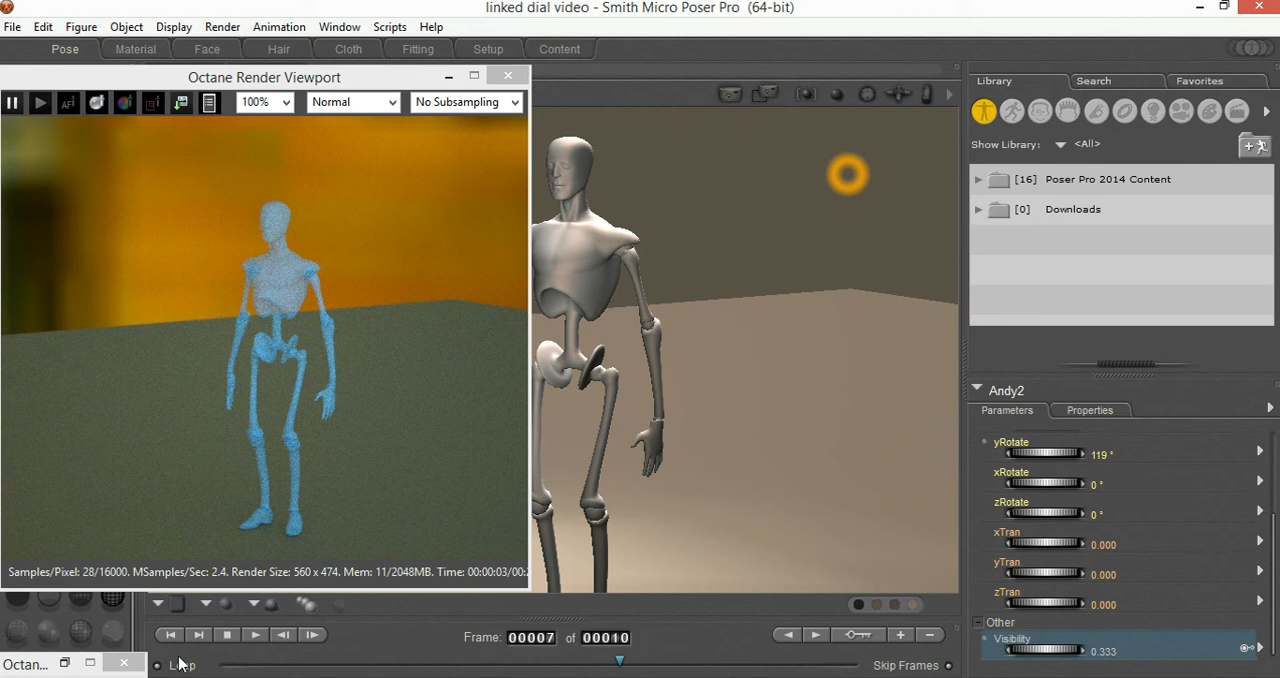 linked dial video - Smith Micro Poser Pro (64-bit)
File Edit Figure Object Display Render Animation Window Scripts Help
Pose Material Face Hair Cloth Fitting Setup Content
Octane Render Viewport
AF
100% Normal No Subsampling
Library Search Favorites
Show Library: <All>
[16] Poser Pro 2014 Content
[0] Downloads
Andy2
Parameters Properties
yRotate
119 °
xRotate
0 °
zRotate
0 °
xTran
0.000
yTran
0.000
zTran
0.000
Other
Visibility
0.333
Samples/Pixel: 28/16000. MSamples/Sec: 2.4. Render Size: 560 x 474. Mem: 11/2048MB. Time: 00:00:03/00:
Frame: 00007 of 00010
Octan...
Loop
Skip Frames